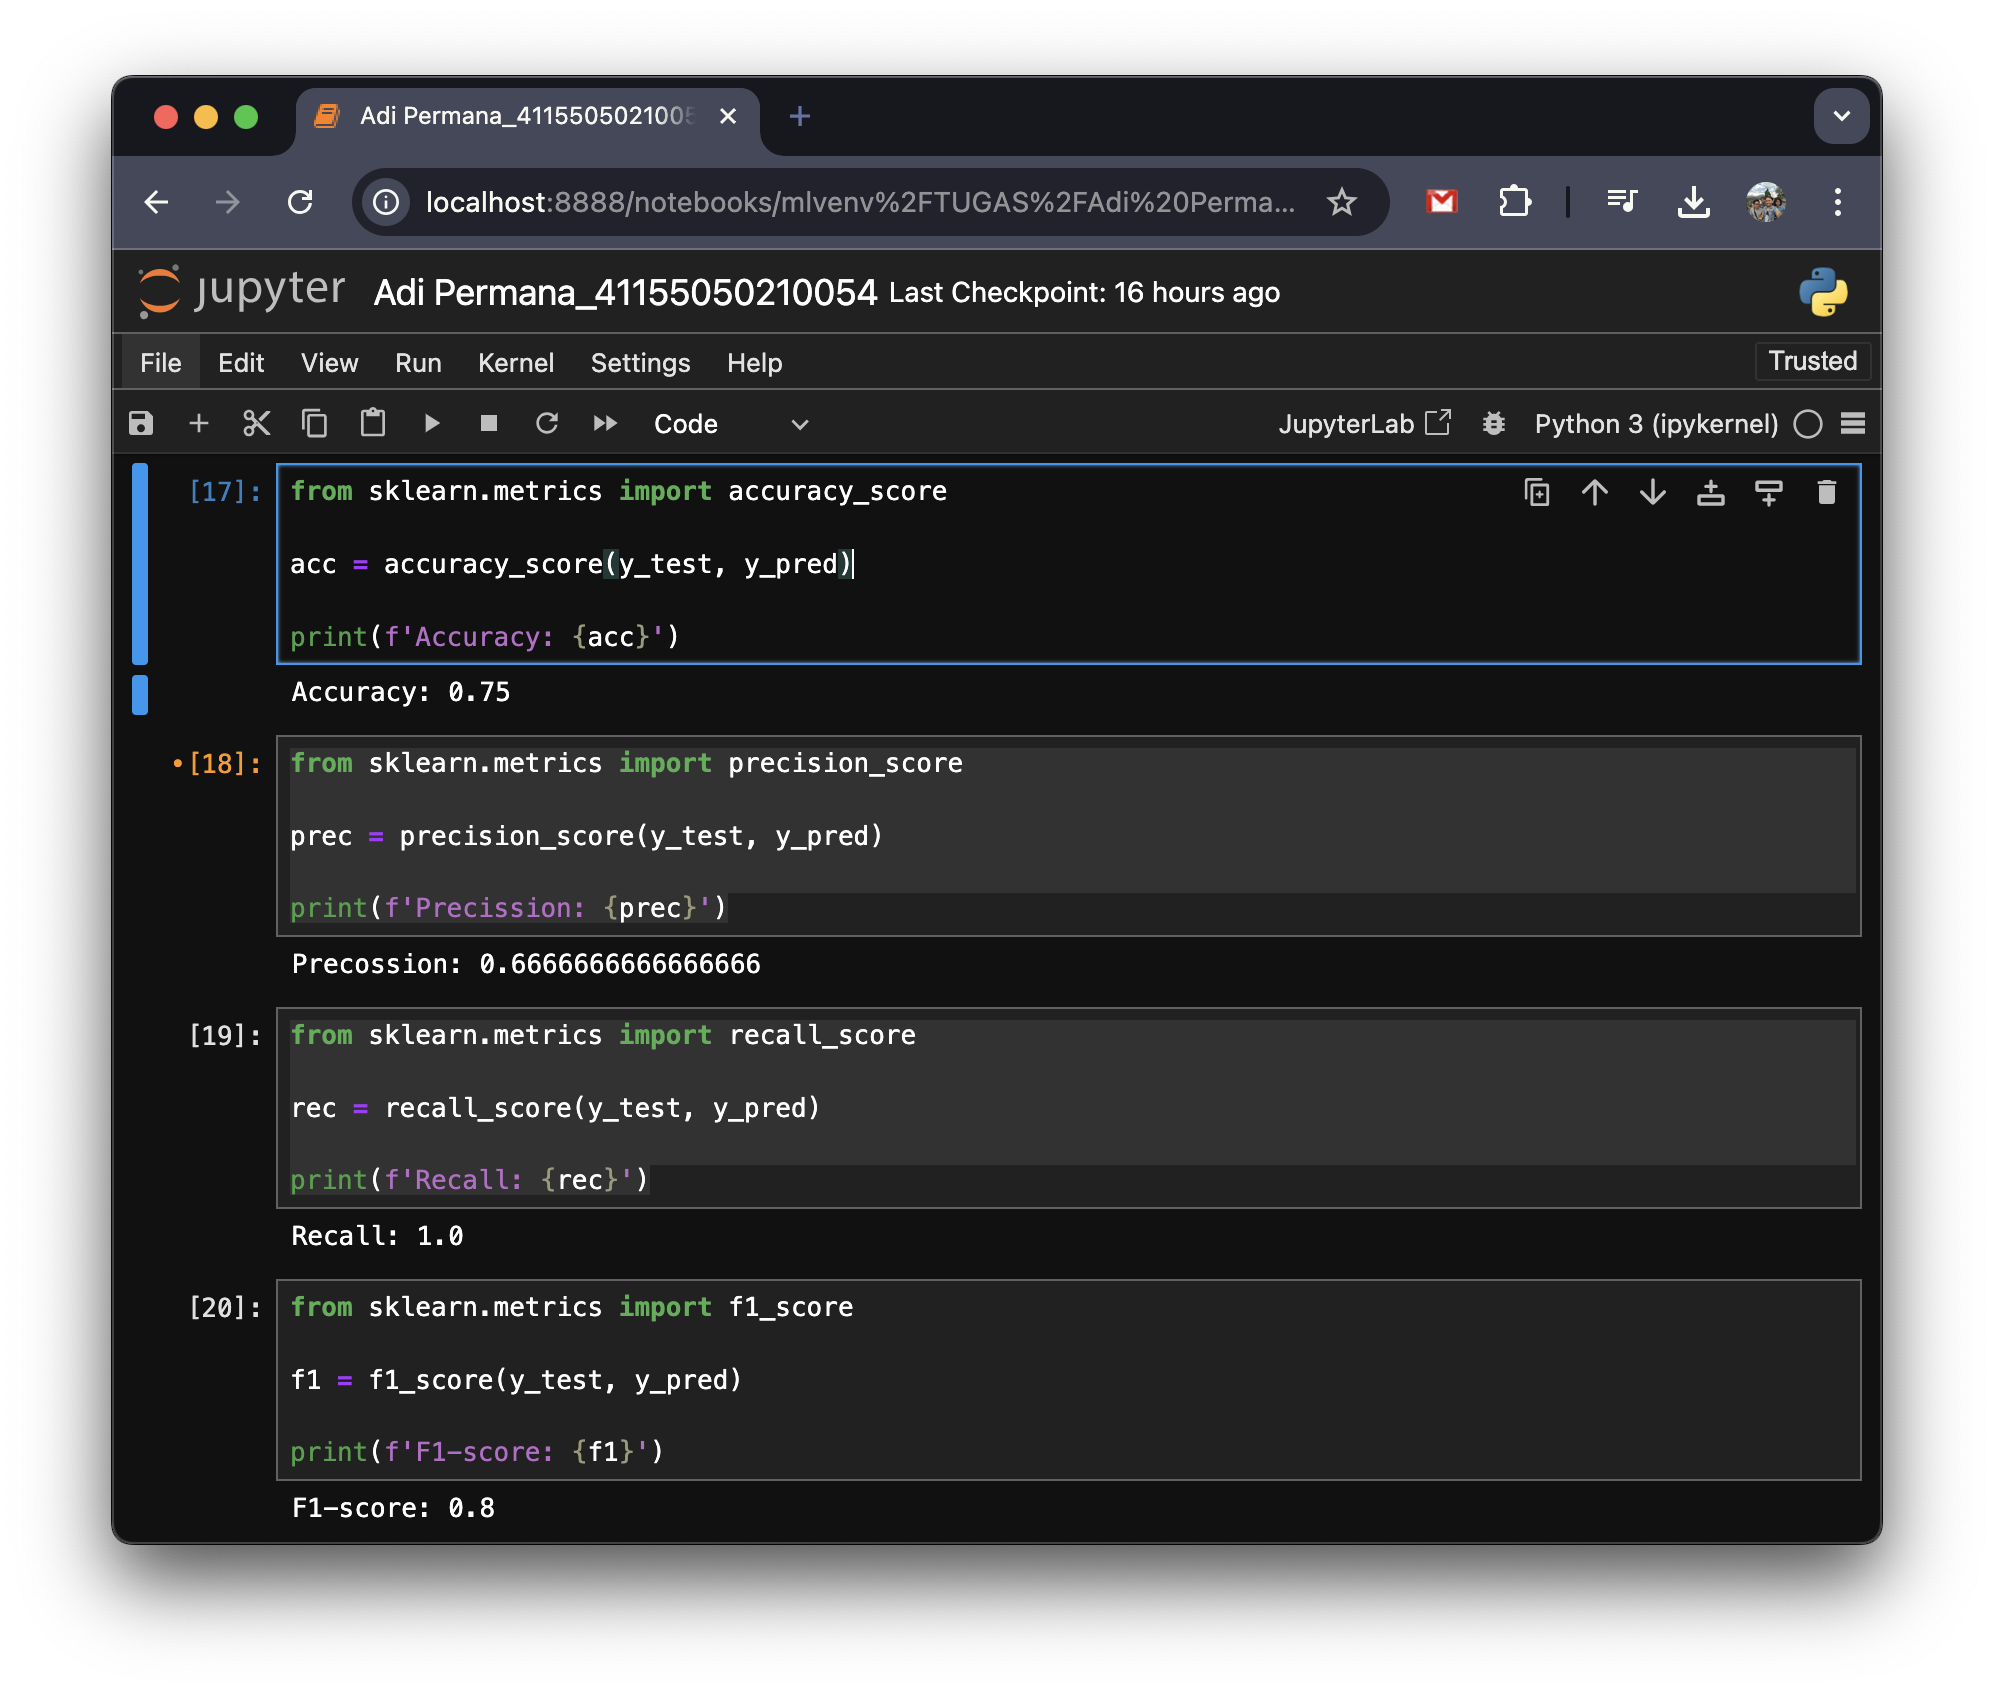 Adi Permana_411550502100
localhost:8888/notebooks/mlvenv%2FTUGAS%2FAdi%20Perma...
jupyter Adi Permana_41155050210054 Last Checkpoint: 16 hours ago
File Edit View Run Kernel Settings Help Trusted
Code JupyterLab Python 3 (ipykernel)
[17]: from sklearn.metrics import accuracy_score
acc = accuracy_score(y_test, y_pred)
print(f'Accuracy: {acc}')
Accuracy: 0.75
•[18]: from sklearn.metrics import precision_score
prec = precision_score(y_test, y_pred)
print(f'Precission: {prec}')
Precossion: 0.6666666666666666
[19]: from sklearn.metrics import recall_score
rec = recall_score(y_test, y_pred)
print(f'Recall: {rec}')
Recall: 1.0
[20]: from sklearn.metrics import f1_score
f1 = f1_score(y_test, y_pred)
print(f'F1-score: {f1}')
F1-score: 0.8